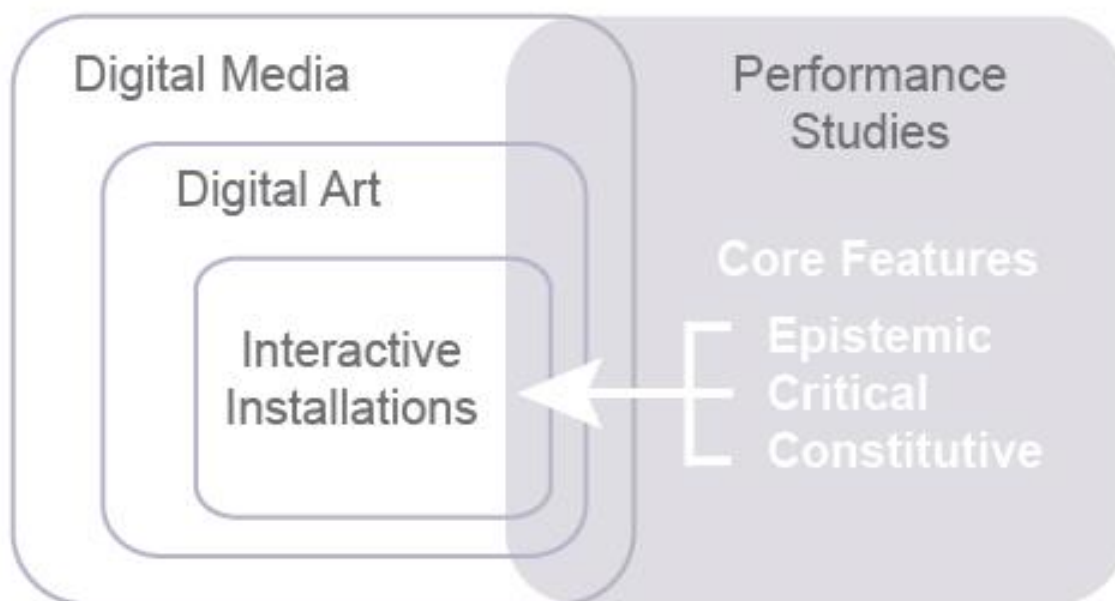 Digital Media
Digital Art
Interactive
Installations
Performance
Studies
Core Features
Epistemic
Critical
Constitutive